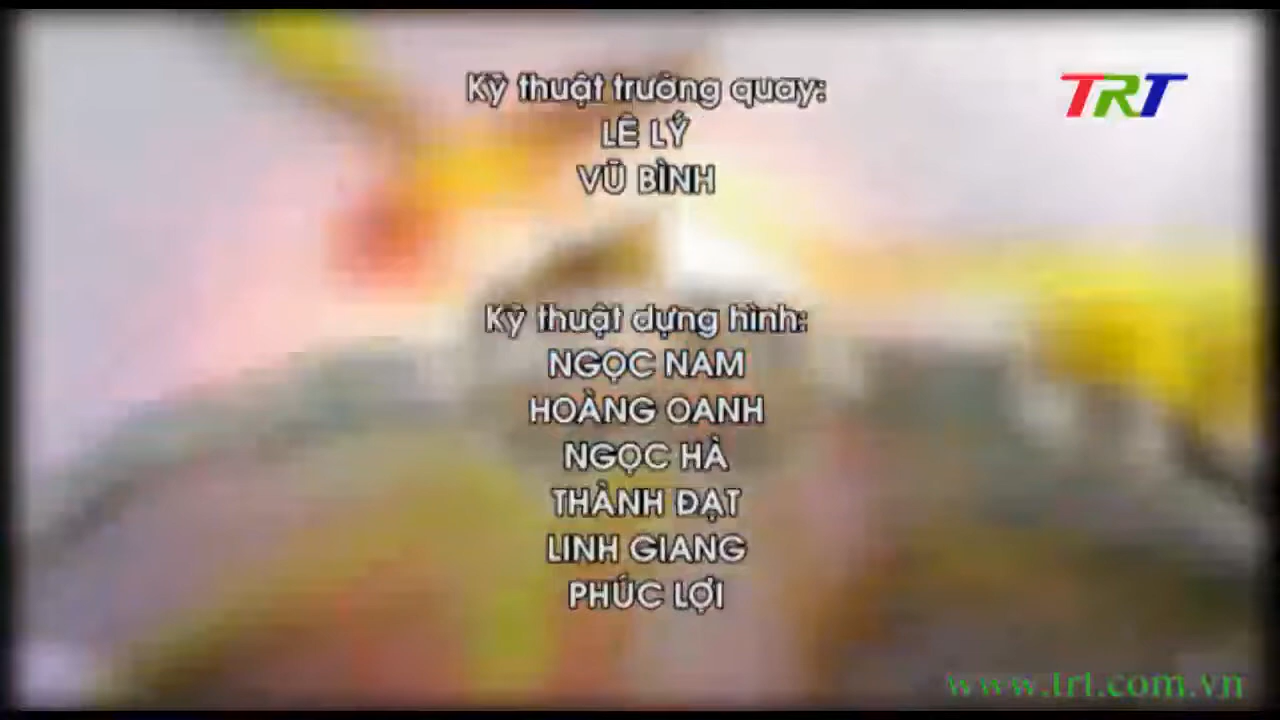 Kỹ thuật trường quay:
TRT
LÊ LÝ
VŨ BÌNH
Kỹ thuật dựng hình:
NGỌC NAM
HOÀNG OANH
NGỌC HÀ
THÀNH ĐẠT
LINH GIANG
PHÚC LỢI
www.trt.com.vn